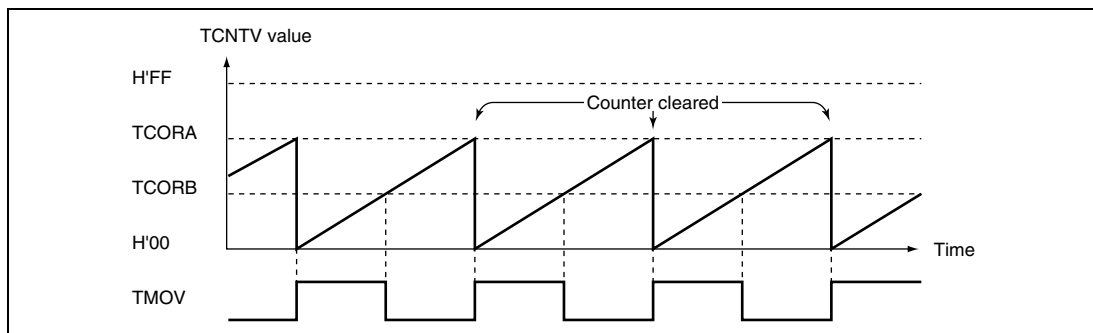 TCNTV value
H'FF
Counter cleared
TCORA
TCORB
H'00
Time
TMOV